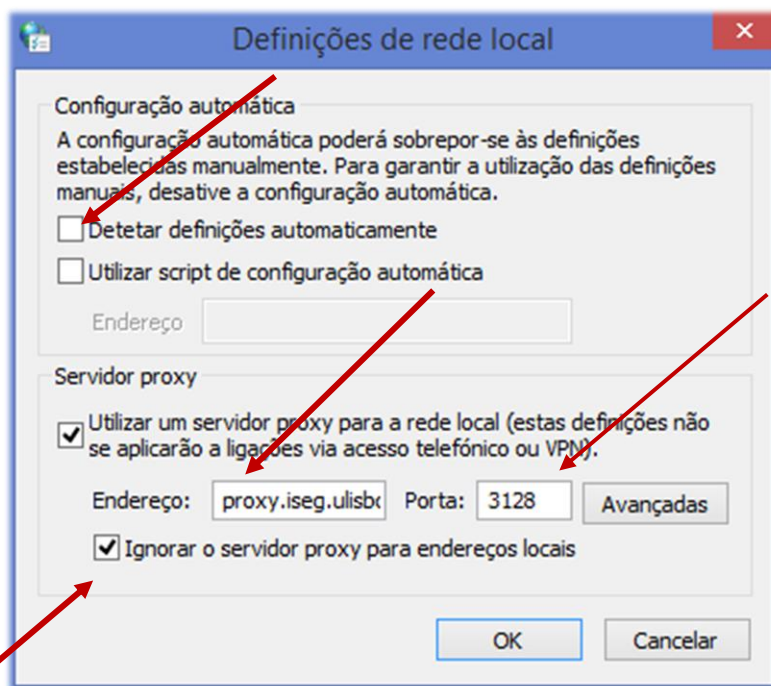 Definições de rede local
Configuração automática
A configuração automática poderá sobrepor-se às definições
estabelecidas manualmente. Para garantir a utilização das definições
manuais, desative a configuração automática.
Detetar definições automaticamente
Utilizar script de configuração automática
Endereço
Servidor proxy
Utilizar um servidor proxy para a rede local (estas definições não
se aplicarão a ligações via acesso telefónico ou VPN).
Endereço: proxy.iseg.ulisb Porta: 3128 Avançadas
Ignorar o servidor proxy para endereços locais
OK Cancelar